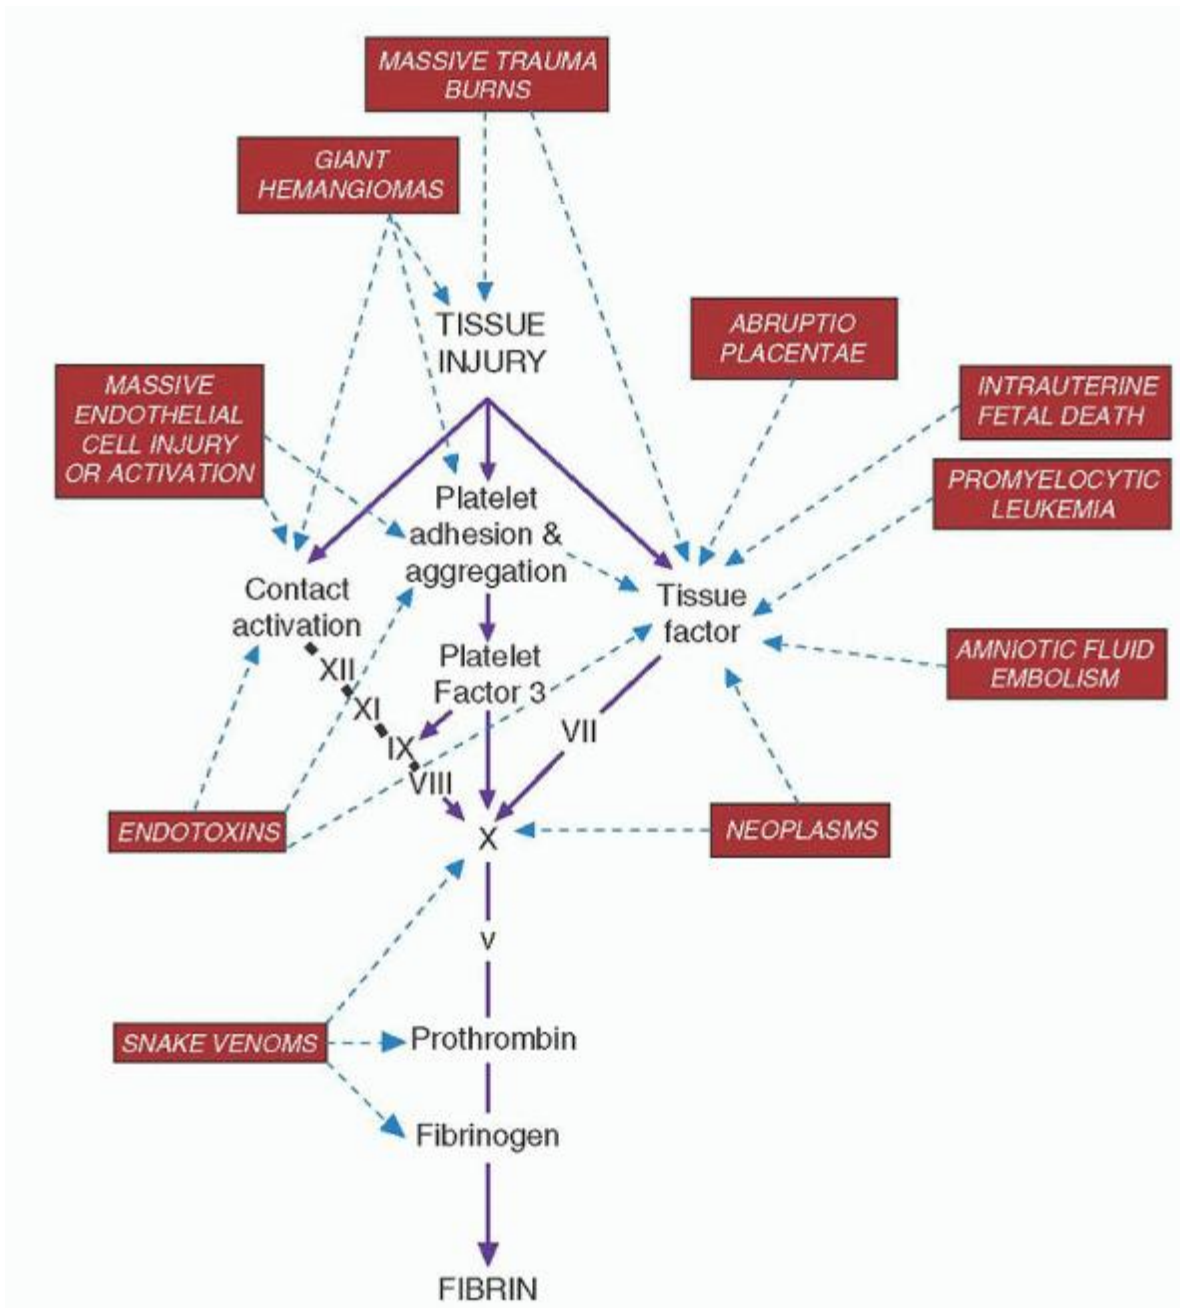 MASSIVE TRAUMA
BURNS
GIANT
HEMANGIOMAS
TISSUE
INJURY
ABRUPTIO
PLACENTAE
MASSIVE
ENDOTHELIAL
CELL INJURY
OR ACTIVATION
INTRAUTERINE
FETAL DEATH
PROMYELOCYTIC
LEUKEMIA
Platelet
adhesion &
aggregation
Contact
activation
Tissue
factor
AMNIOTIC FLUID
EMBOLISM
Platelet
Factor 3
XII
XI
IX
VIII
VII
ENDOTOXINS
X
NEOPLASMS
V
SNAKE VENOMS
Prothrombin
Fibrinogen
FIBRIN